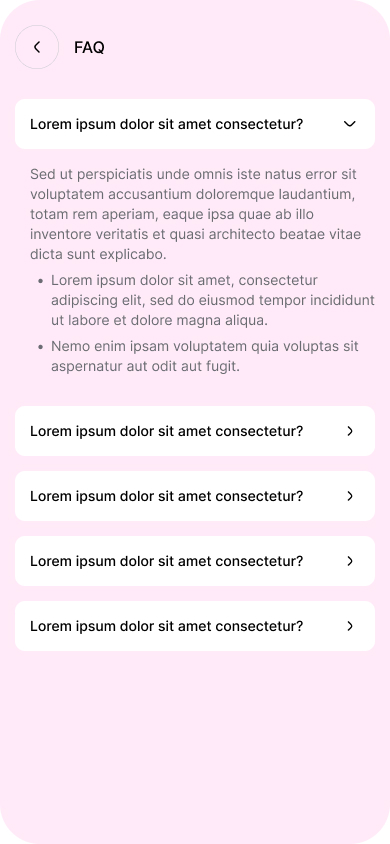 FAQ
Lorem ipsum dolor sit amet consectetur?
Sed ut perspiciatis unde omnis iste natus error sit
voluptatem accusantium doloremque laudantium,
totam rem aperiam, eaque ipsa quae ab illo
inventore veritatis et quasi architecto beatae vitae
dicta sunt explicabo.
• Lorem ipsum dolor sit amet, consectetur
adipiscing elit, sed do eiusmod tempor incididunt
ut labore et dolore magna aliqua.
• Nemo enim ipsam voluptatem quia voluptas sit
aspernatur aut odit aut fugit.
Lorem ipsum dolor sit amet consectetur?
Lorem ipsum dolor sit amet consectetur?
Lorem ipsum dolor sit amet consectetur?
Lorem ipsum dolor sit amet consectetur?